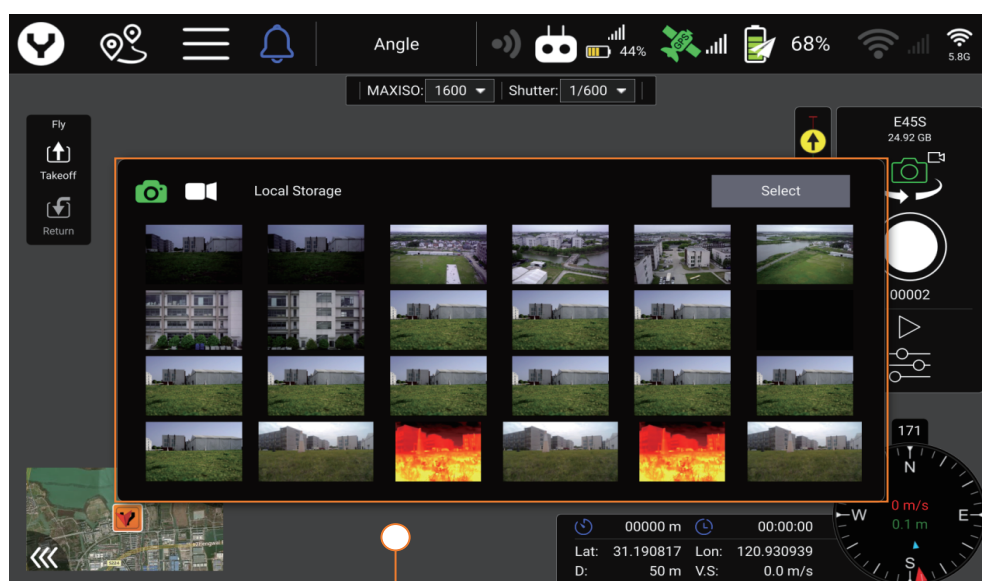 Angle
44%
GPS
68%
5.8G
MAXISO: 1600
Shutter: 1/600
Fly
Takeoff
Return
E45S
24.92 GB
Local Storage
Select
00002
171
N
W
E
S
0 m/s
0.1 m
00000 m
00:00:00
Lat: 31.190817 Lon: 120.930939
D: 50 m V.S: 0.0 m/s